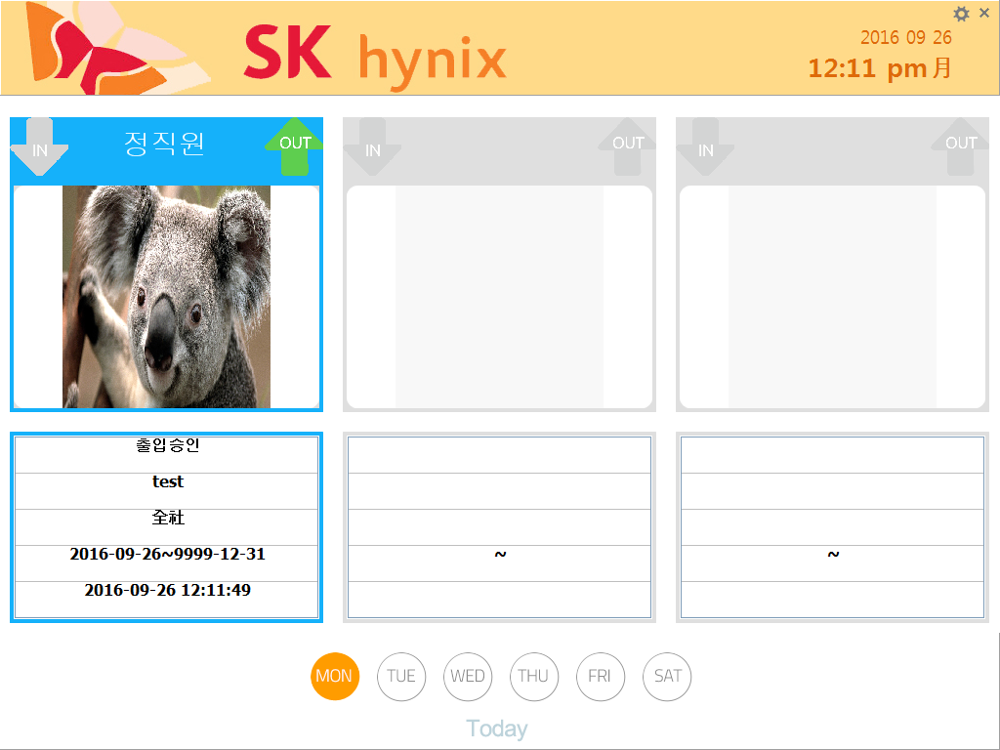 SK hynix
2016 09 26
12:11 pm 月
IN 정직원 OUT
IN OUT
IN OUT
출입승인
test
全社
2016-09-26~9999-12-31
2016-09-26 12:11:49
~
~
MON TUE WED THU FRI SAT
Today